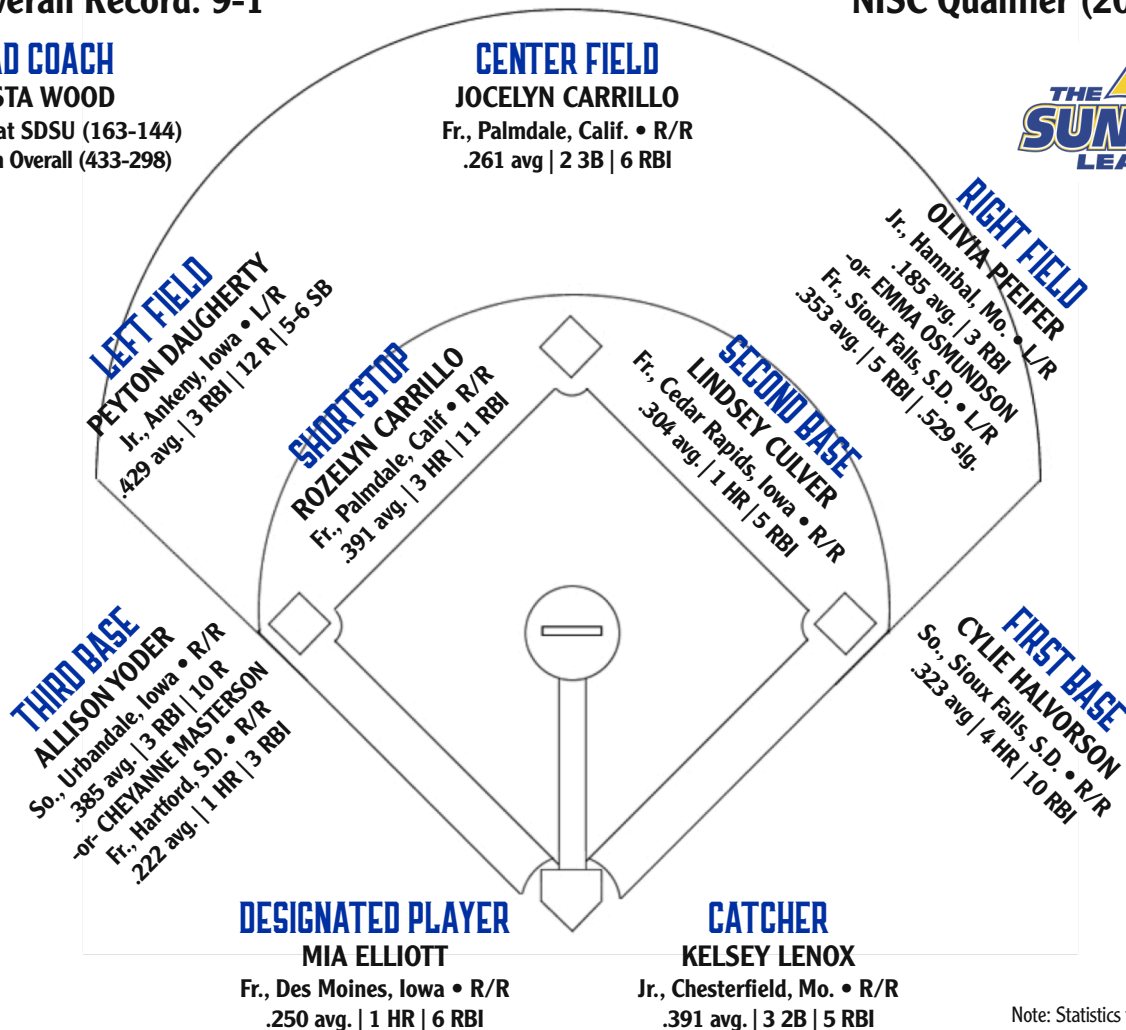 Overall Record: 9-1
NISC Qualifier (20
AD COACH
STA WOOD
at SDSU (163-144)
Overall (433-298)
CENTER FIELD
JOCELYN CARRILLO
Fr., Palmdale, Calif. • R/R
.261 avg | 2 3B | 6 RBI
THE
SUM
LEA
LEFT FIELD
PEYTON DAUGHERTY
Jr., Ankeny, Iowa • L/R
.429 avg. | 3 RBI | 12 R | 5-6 SB
SHORTSTOP
ROZELYN CARRILLO
Fr., Palmdale, Calif • R/R
.391 avg. | 3 HR | 11 RBI
SECOND BASE
LINDSEY CULVER
Fr., Cedar Rapids, Iowa • R/R
.304 avg. | 1 HR | 5 RBI
RIGHT FIELD
OLIVIA PFEIFER
Jr., Hannibal, Mo. • L/R
.185 avg. | 3 RBI
-or- EMMA OSMUNDSON
Fr., Sioux Falls, S.D. • L/R
.353 avg. | 5 RBI | .529 slg.
THIRD BASE
ALLISON YODER
So., Urbandale, Iowa • R/R
.385 avg. | 3 RBI | 10 R
-or- CHEYANNE MASTERSON
Fr., Hartford, S.D. • R/R
.222 avg. | 1 HR | 3 RBI
FIRST BASE
CYLIE HALVORSON
So., Sioux Falls, S.D. • R/R
.323 avg | 4 HR | 10 RBI
DESIGNATED PLAYER
MIA ELLIOTT
Fr., Des Moines, Iowa • R/R
.250 avg. | 1 HR | 6 RBI
CATCHER
KELSEY LENOX
Jr., Chesterfield, Mo. • R/R
.391 avg. | 3 2B | 5 RBI
Note: Statistics